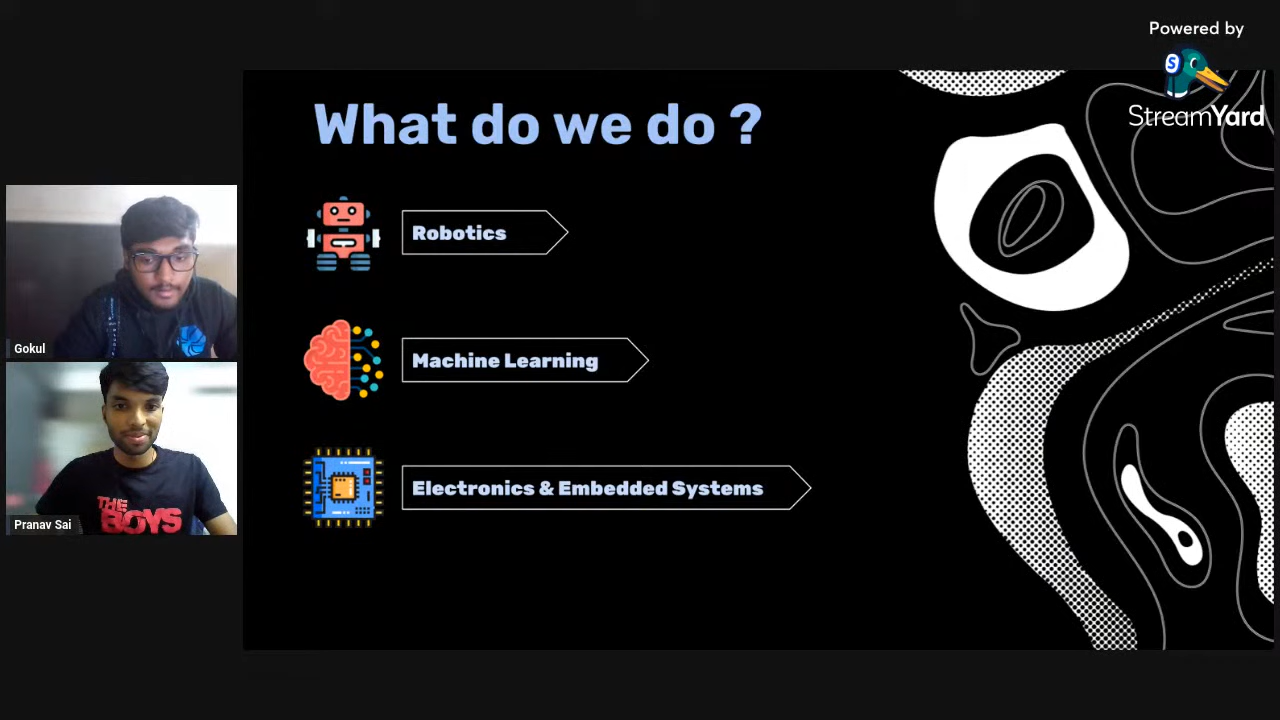 Powered by
StreamYard
What do we do ?
Robotics
Machine Learning
Electronics & Embedded Systems
Gokul
THE
BOYS
Pranav Sai